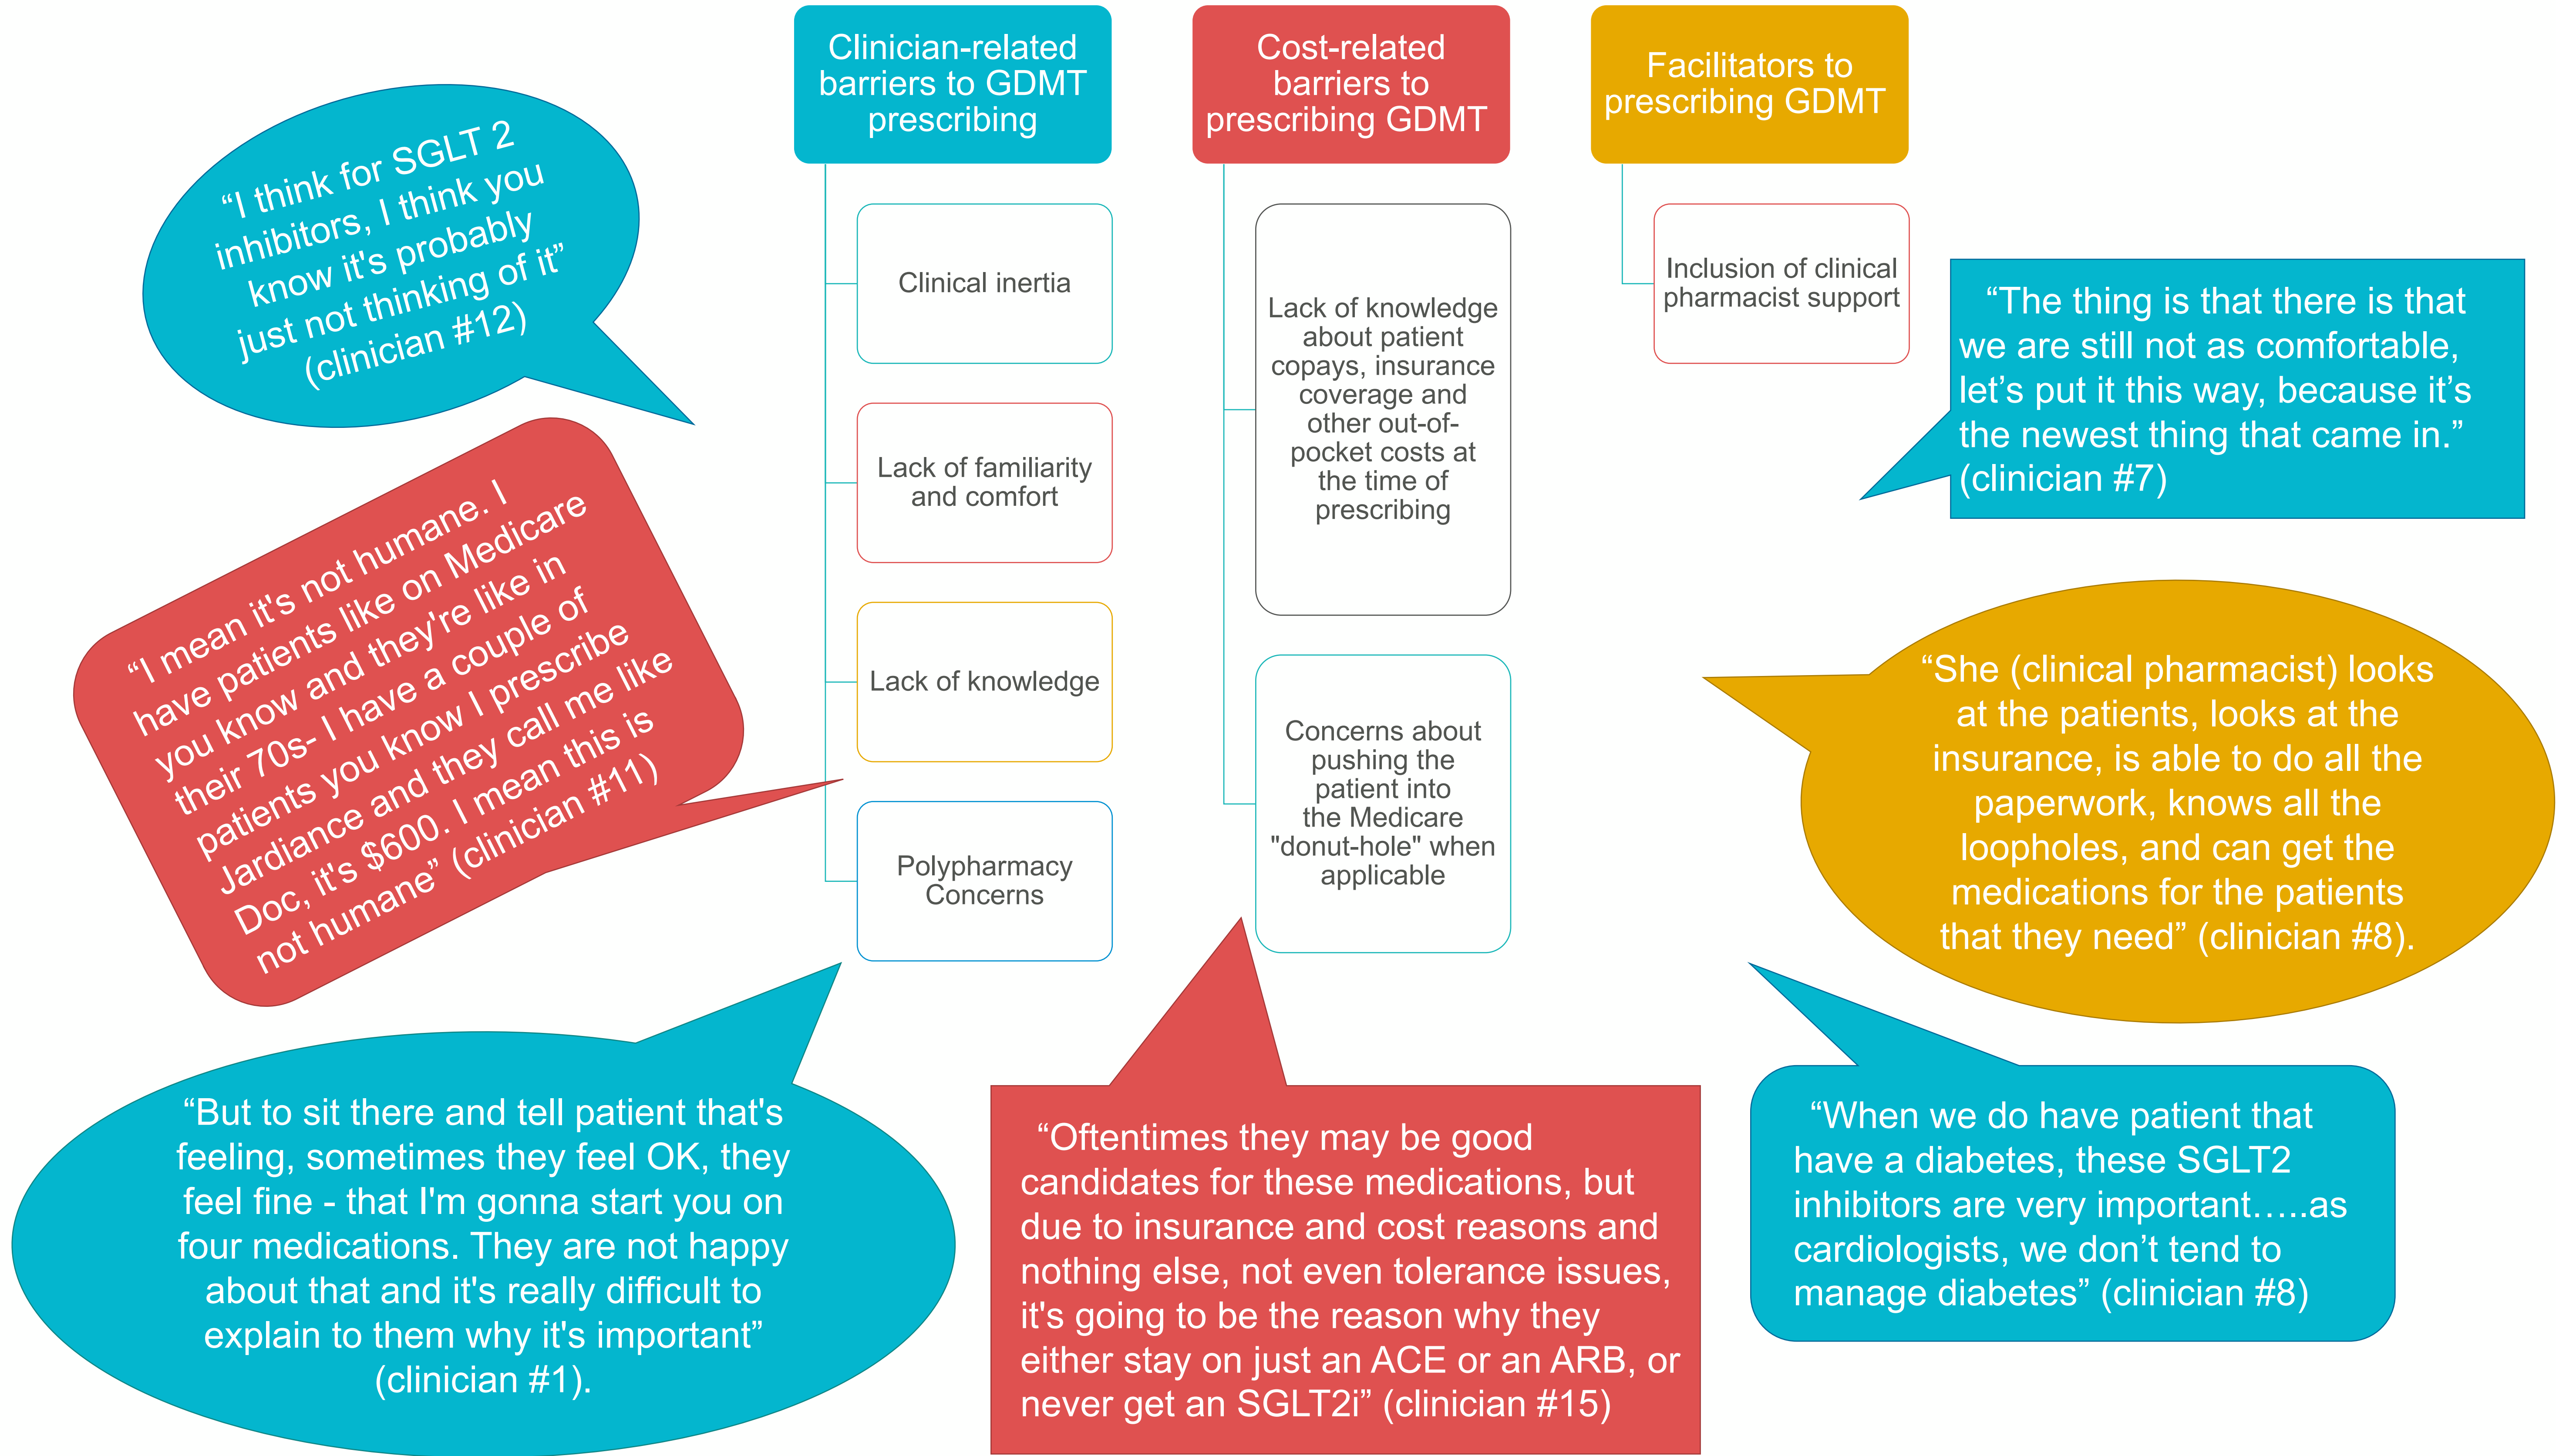 Clinician-related
barriers to GDMT
prescribing
Clinical inertia
Lack of familiarity
and comfort
Lack of knowledge
Polypharmacy
Concerns
Cost-related
barriers to
prescribing GDMT
Lack of knowledge
about patient
copays, insurance
coverage and
other out-of-
pocket costs at
the time of
prescribing
Concerns about
pushing the
patient into
the Medicare
"donut-hole" when
applicable
Facilitators to
prescribing GDMT
Inclusion of clinical
pharmacist support
“I think for SGLT 2
inhibitors, I think you
know it's probably
just not thinking of it”
(clinician #12)
“I mean it's not humane. I
have patients like on Medicare
you know and they're like in
their 70s- I have a couple of
patients you know I prescribe
Jardiance and they call me like
Doc, it's $600. I mean this is
not humane” (clinician #11)
“But to sit there and tell patient that's
feeling, sometimes they feel OK, they
feel fine - that I'm gonna start you on
four medications. They are not happy
about that and it's really difficult to
explain to them why it's important”
(clinician #1).
“Oftentimes they may be good
candidates for these medications, but
due to insurance and cost reasons and
nothing else, not even tolerance issues,
it's going to be the reason why they
either stay on just an ACE or an ARB, or
never get an SGLT2i” (clinician #15)
“The thing is that there is that
we are still not as comfortable,
let’s put it this way, because it’s
the newest thing that came in.”
(clinician #7)
“She (clinical pharmacist) looks
at the patients, looks at the
insurance, is able to do all the
paperwork, knows all the
loopholes, and can get the
medications for the patients
that they need” (clinician #8).
“When we do have patient that
have a diabetes, these SGLT2
inhibitors are very important…..as
cardiologists, we don’t tend to
manage diabetes” (clinician #8)